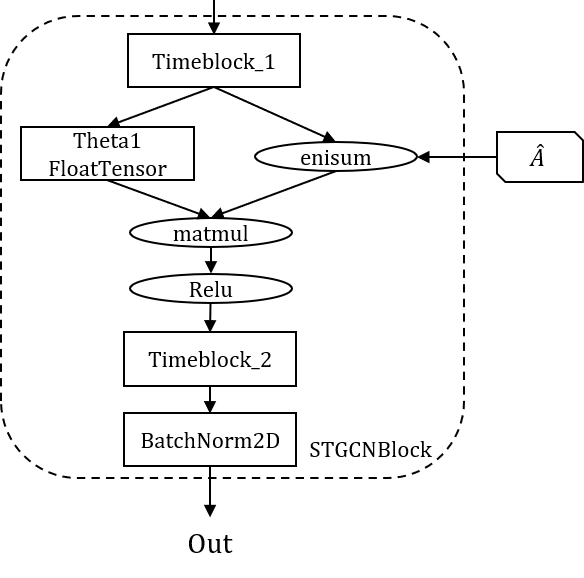 Timeblock_1
Theta1
FloatTensor
enisum
Â
matmul
Relu
Timeblock_2
BatchNorm2D
STGCNBlock
Out